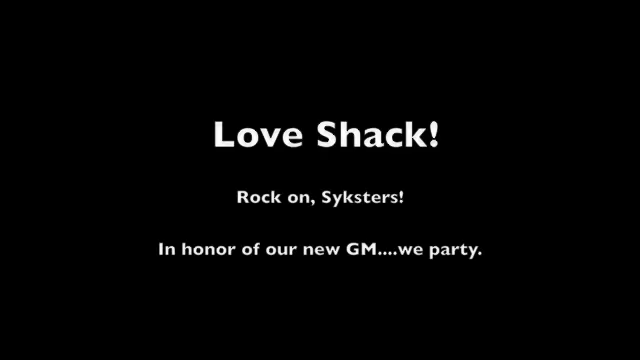 Love Shack!
Rock on, Syksters!
In honor of our new GM....we party.